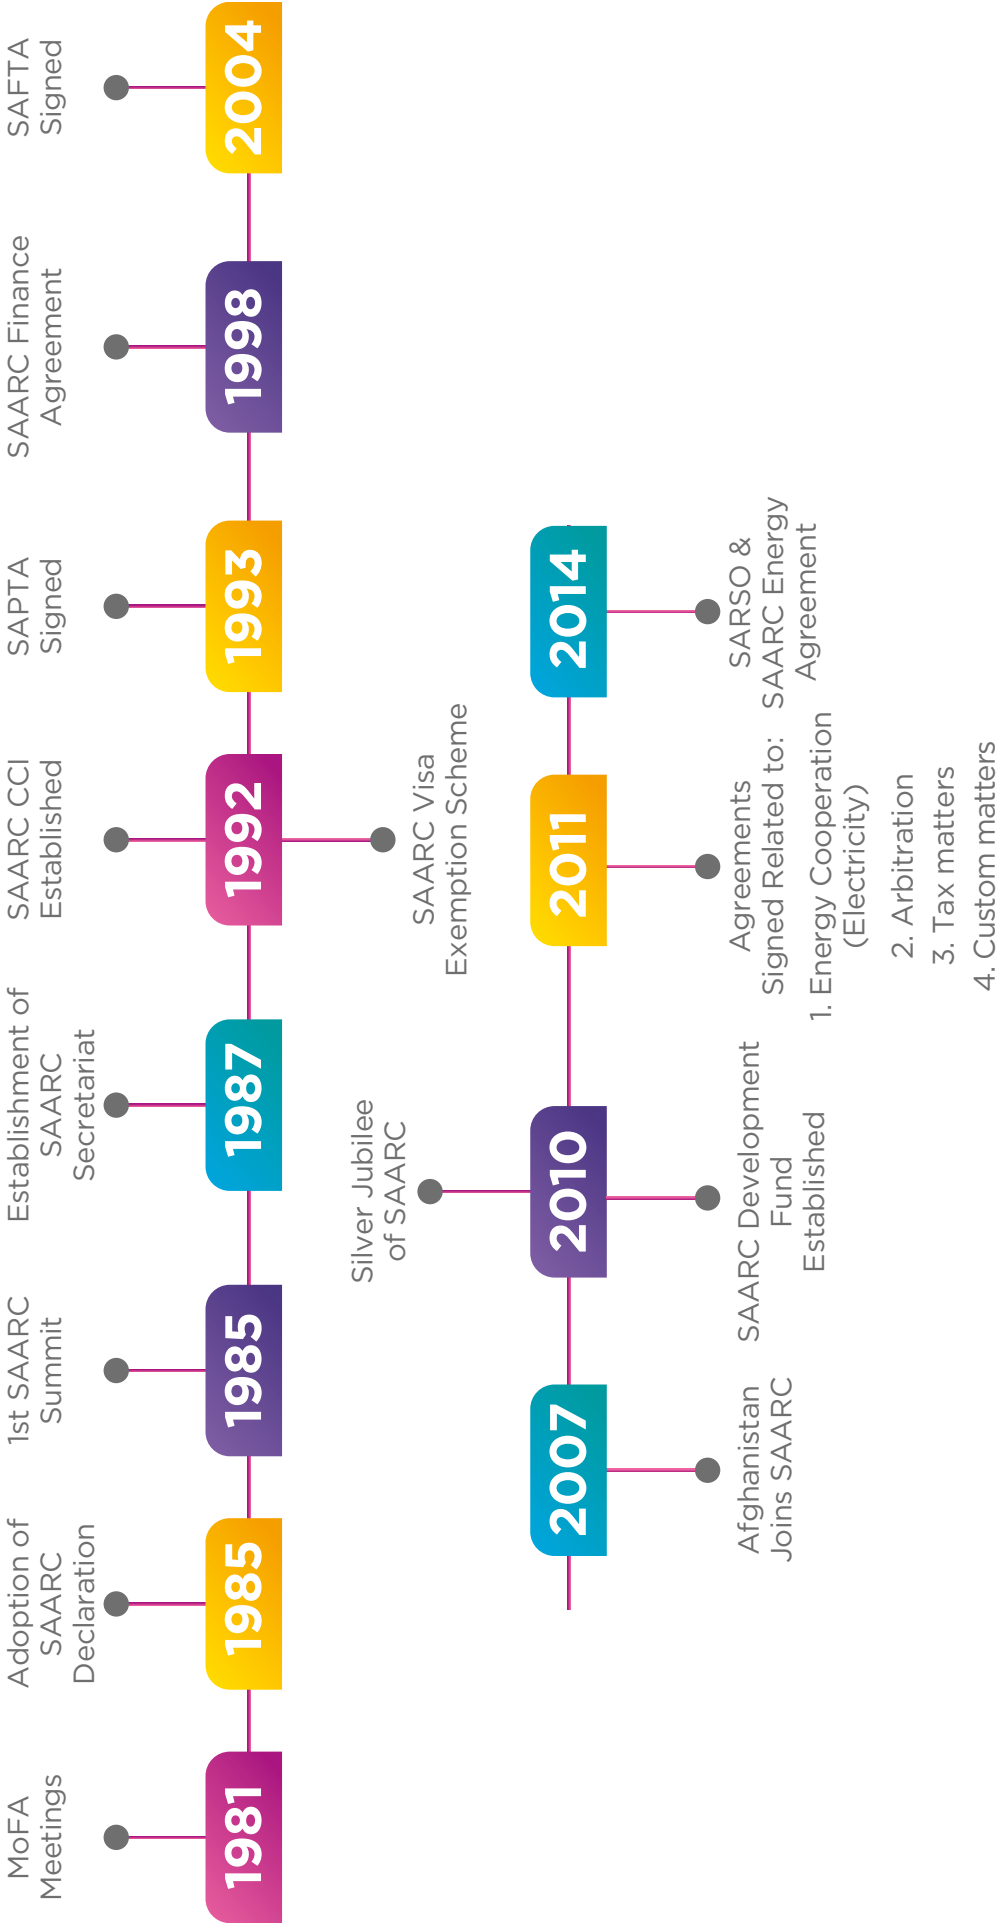 MoFA
Meetings
1981
Adoption of
SAARC
Declaration
1985
1st SAARC
Summit
1985
Establishment of
SAARC
Secretariat
1987
SAARC CCI
Established
1992
SAARC Visa
Exemption Scheme
SAPTA
Signed
1993
SAARC Finance
Agreement
1998
SAFTA
Signed
2004
2007
Afghanistan
Joins SAARC
Silver Jubilee
of SAARC
2010
SAARC Development
Fund
Established
2011
Agreements
Signed Related to:
1. Energy Cooperation
(Electricity)
2. Arbitration
3. Tax matters
4. Custom matters
2014
SARSO &
SAARC Energy
Agreement